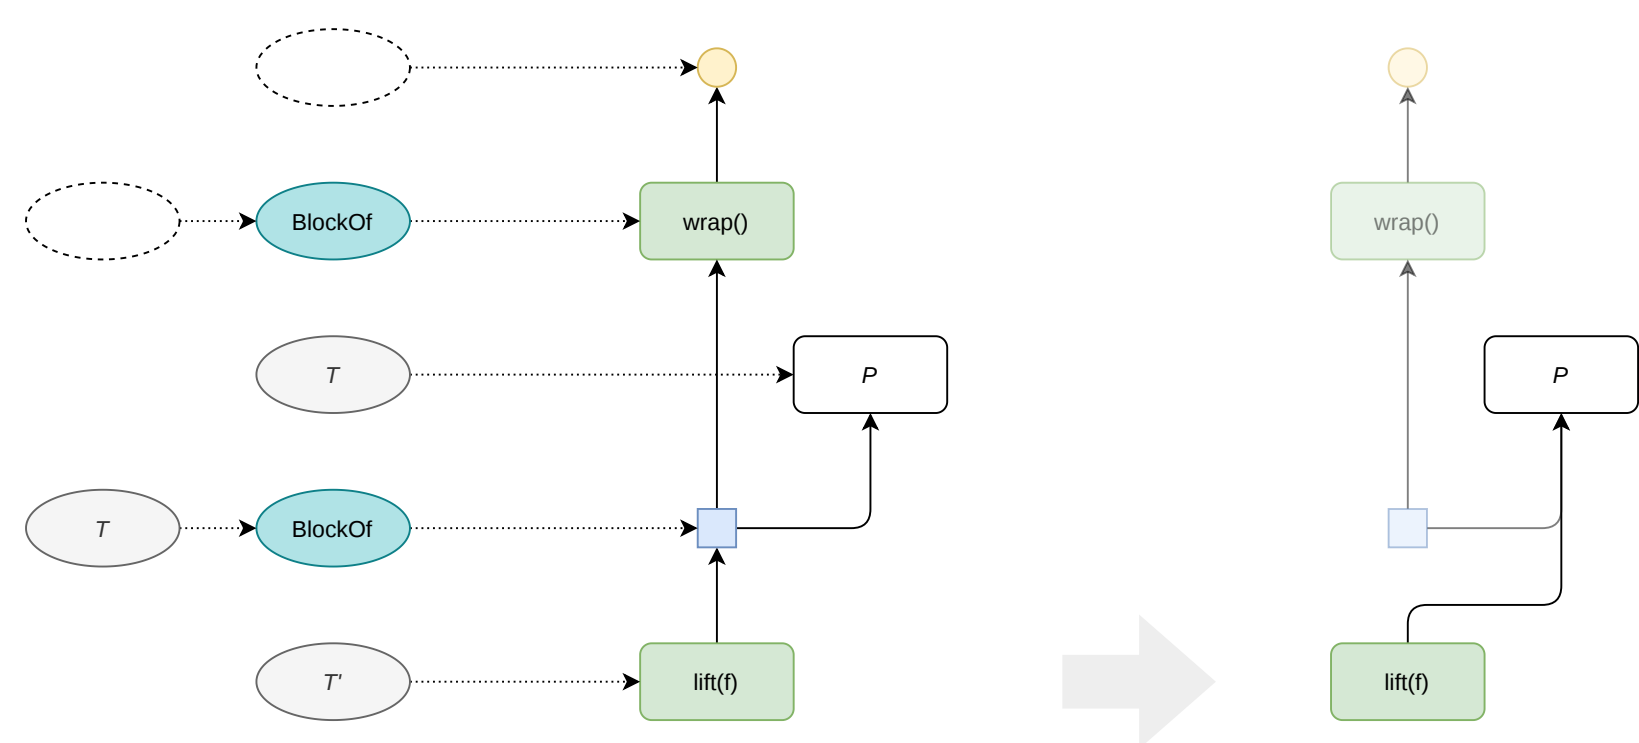 BlockOf
wrap()
wrap()
T
P
P
T
BlockOf
T'
lift(f)
lift(f)